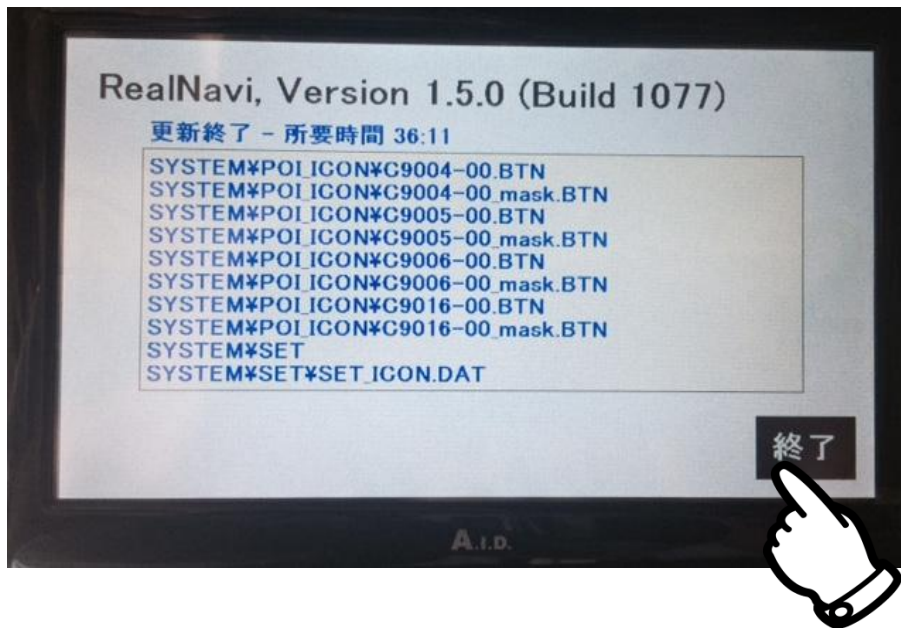 RealNavi, Version 1.5.0 (Build 1077)
更新終了 - 所要時間 36:11
SYSTEM¥POI_ICON¥C9004-00.BTN
SYSTEM¥POI_ICON¥C9004-00_mask.BTN
SYSTEM¥POI_ICON¥C9005-00.BTN
SYSTEM¥POI_ICON¥C9005-00_mask.BTN
SYSTEM¥POI_ICON¥C9006-00.BTN
SYSTEM¥POI_ICON¥C9006-00_mask.BTN
SYSTEM¥POI_ICON¥C9016-00.BTN
SYSTEM¥POI_ICON¥C9016-00_mask.BTN
SYSTEM¥SET
SYSTEM¥SET¥SET_ICON.DAT
終了
A.I.D.